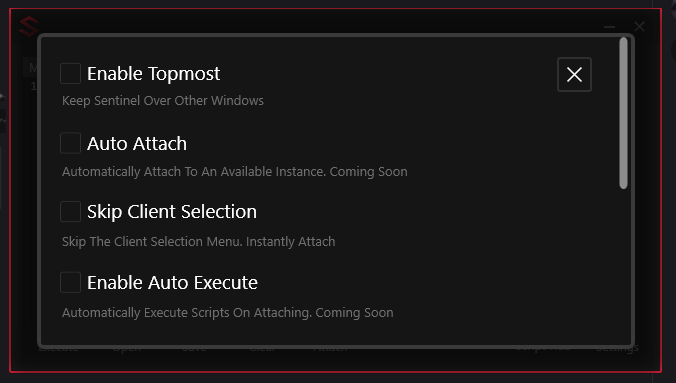 Enable Topmost
Keep Sentinel Over Other Windows
Auto Attach
Automatically Attach To An Available Instance. Coming Soon
Skip Client Selection
Skip The Client Selection Menu. Instantly Attach
Enable Auto Execute
Automatically Execute Scripts On Attaching. Coming Soon